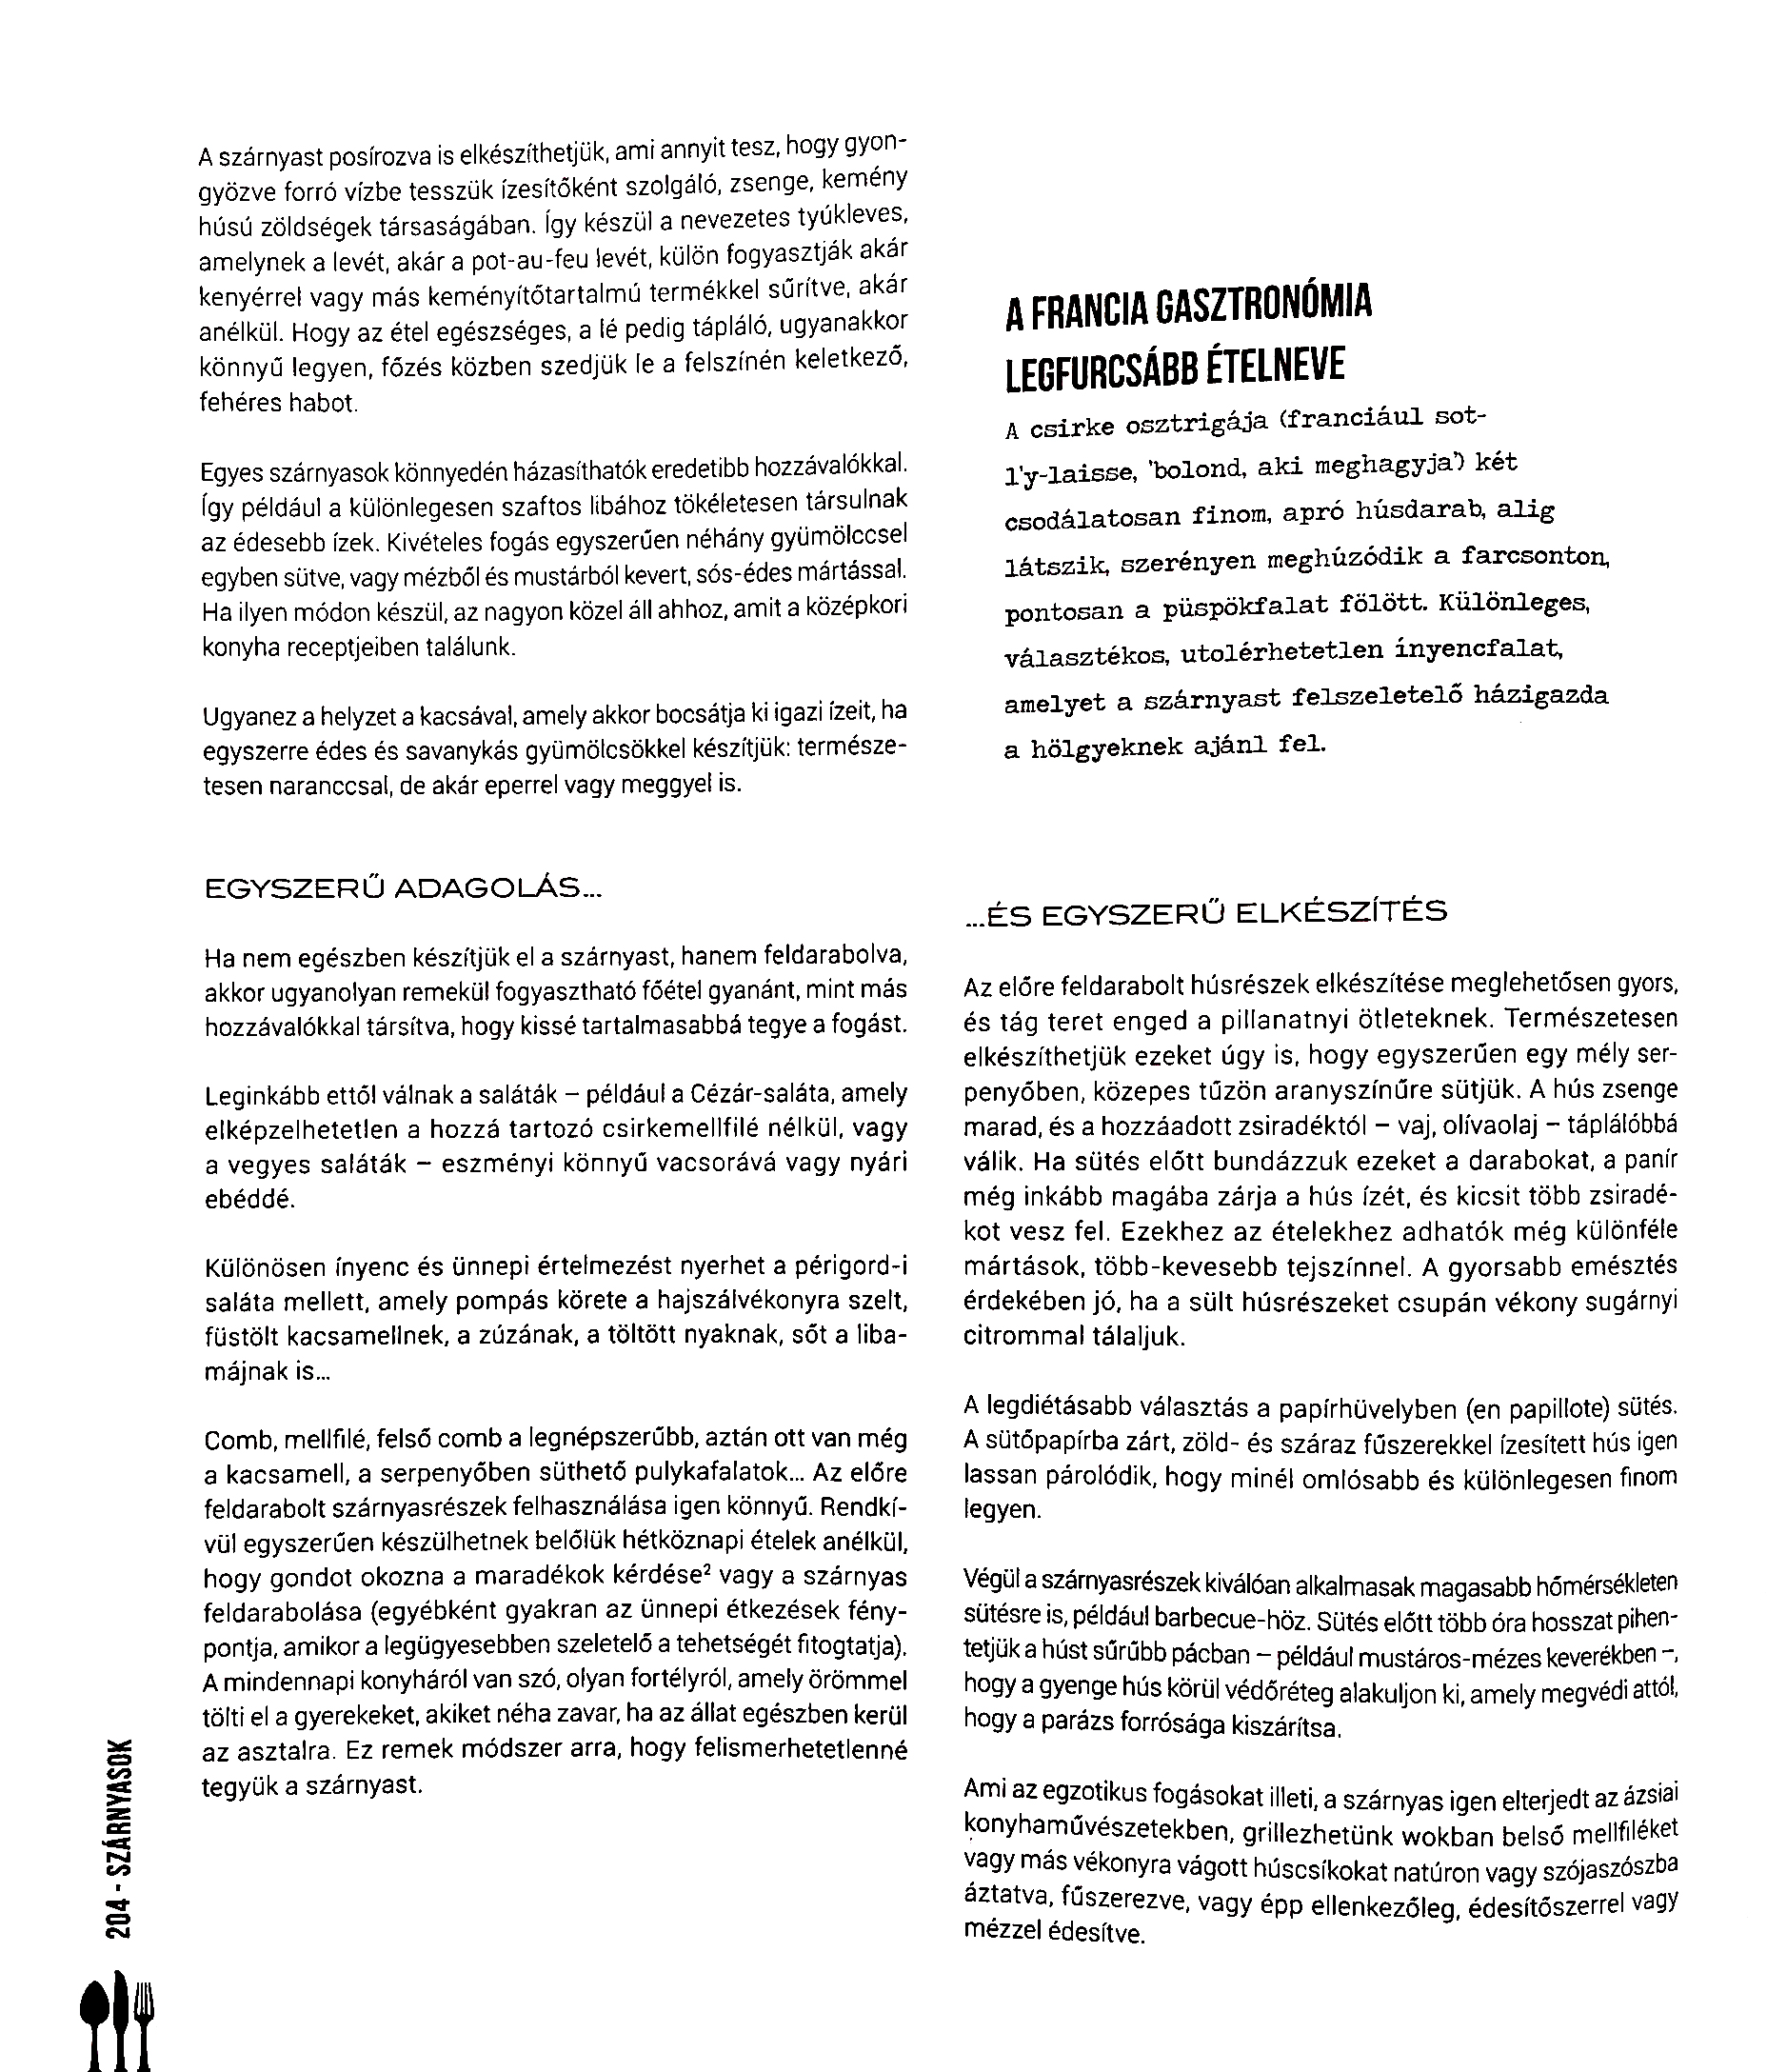 A szárnyast posírozva is elkészíthetjük, ami annyit tesz, hogy gyon-
gyözve forró vízbe tesszük ízesítőként szolgáló, zsenge, kemény
húsú zöldségek társaságában. Így készül a nevezetes tyúkleves,
amelynek a levét, akár a pot-au-feu levét, külön fogyasztják akár
kenyérrel vagy más keményítőtartalmú termékkel sűrítve, akár
anélkül. Hogy az étel egészséges, a lé pedig tápláló, ugyanakkor
könnyű legyen, főzés közben szedjük le a felszínén keletkező,
fehéres habot.
Egyes szárnyasok könnyedén házasíthatók eredetibb hozzávalókkal.
Így például a különlegesen szaftos libához tökéletesen társulnak
az édesebb ízek. Kivételes fogás egyszerűen néhány gyümölccsel
egyben sütve, vagy mézből és mustárból kevert, sós-édes mártással.
Ha ilyen módon készül, az nagyon közel áll ahhoz, amit a középkori
konyha receptjeiben találunk.
Ugyanez a helyzet a kacsával, amely akkor bocsátja ki igazi ízeit, ha
egyszerre édes és savanykás gyümölcsökkel készítjük: természe-
tesen naranccsal, de akár eperrel vagy meggyel is.
EGYSZERŰ ADAGOLÁS...
Ha nem egészben készítjük el a szárnyast, hanem feldarabolva,
akkor ugyanolyan remekül fogyasztható főétel gyanánt, mint más
hozzávalókkal társítva, hogy kissé tartalmasabbá tegye a fogást.
Leginkább ettől válnak a saláták – például a Cézár-saláta, amely
elképzelhetetlen a hozzá tartozó csirkemellfilé nélkül, vagy
a vegyes saláták – eszményi könnyű vacsorává vagy nyári
ebéddé.
Különösen ínyenc és ünnepi értelmezést nyerhet a périgord-i
saláta mellett, amely pompás körete a hajszálvékonyra szelt,
füstölt kacsamellnek, a zúzának, a töltött nyaknak, sőt a liba-
májnak is...
Comb, mellfilé, felső comb a legnépszerűbb, aztán ott van még
a kacsamell, a serpenyőben süthető pulykafalatok... Az előre
feldarabolt szárnyasrészek felhasználása igen könnyű. Rendkí-
vül egyszerűen készülhetnek belőlük hétköznapi ételek anélkül,
hogy gondot okozna a maradékok kérdése² vagy a szárnyas
feldarabolása (egyébként gyakran az ünnepi étkezések fény-
pontja, amikor a legügyesebben szeletelő a tehetségét fitogtatja).
A mindennapi konyháról van szó, olyan fortélyról, amely örömmel
tölti el a gyerekeket, akiket néha zavar, ha az állat egészben kerül
az asztalra. Ez remek módszer arra, hogy felismerhetetlenné
tegyük a szárnyast.
A FRANCIA GASZTRONÓMIA
LEGFURCSÁBB ÉTELNEVE
A csirke osztrigája (franciául sot-
l'y-laisse, 'bolond, aki meghagyja') két
csodálatosan finom, apró húsdarab, alig
látszik, szerényen meghúzódik a farcsonton,
pontosan a püspökfalat fölött. Különleges,
választékos, utolérhetetlen ínyencfalat,
amelyet a szárnyast felszeletelő házigazda
a hölgyeknek ajánl fel.
...ÉS EGYSZERŰ ELKÉSZÍTÉS
Az előre feldarabolt húsrészek elkészítése meglehetősen gyors,
és tág teret enged a pillanatnyi ötleteknek. Természetesen
elkészíthetjük ezeket úgy is, hogy egyszerűen egy mély ser-
penyőben, közepes tűzön aranyszínűre sütjük. A hús zsenge
marad, és a hozzáadott zsiradéktól – vaj, olívaolaj – táplálóbbá
válik. Ha sütés előtt bundázzuk ezeket a darabokat, a panír
még inkább magába zárja a hús ízét, és kicsit több zsiradé-
kot vesz fel. Ezekhez az ételekhez adhatók még különféle
mártások, több-kevesebb tejszínnel. A gyorsabb emésztés
érdekében jó, ha a sült húsrészeket csupán vékony sugárnyi
citrommal tálaljuk.
A legdiétásabb választás a papírhüvelyben (en papillote) sütés.
A sütőpapírba zárt, zöld- és száraz fűszerekkel ízesített hús igen
lassan párolódik, hogy minél omlósabb és különlegesen finom
legyen.
Végül a szárnyasrészek kiválóan alkalmasak magasabb hőmérsékleten
sütésre is, például barbecue-höz. Sütés előtt több óra hosszat pihen-
tetjük a húst sűrűbb pácban – például mustáros-mézes keverékben –,
hogy a gyenge hús körül védőréteg alakuljon ki, amely megvédi attól,
hogy a parázs forrósága kiszárítsa.
Ami az egzotikus fogásokat illeti, a szárnyas igen elterjedt az ázsiai
konyhaművészetekben, grillezhetünk wokban belső mellfiléket
vagy más vékonyra vágott húscsíkokat natúron vagy szójaszószba
áztatva, fűszerezve, vagy épp ellenkezőleg, édesítőszerrel vagy
mézzel édesítve.
204 - SZÁRNYASOK